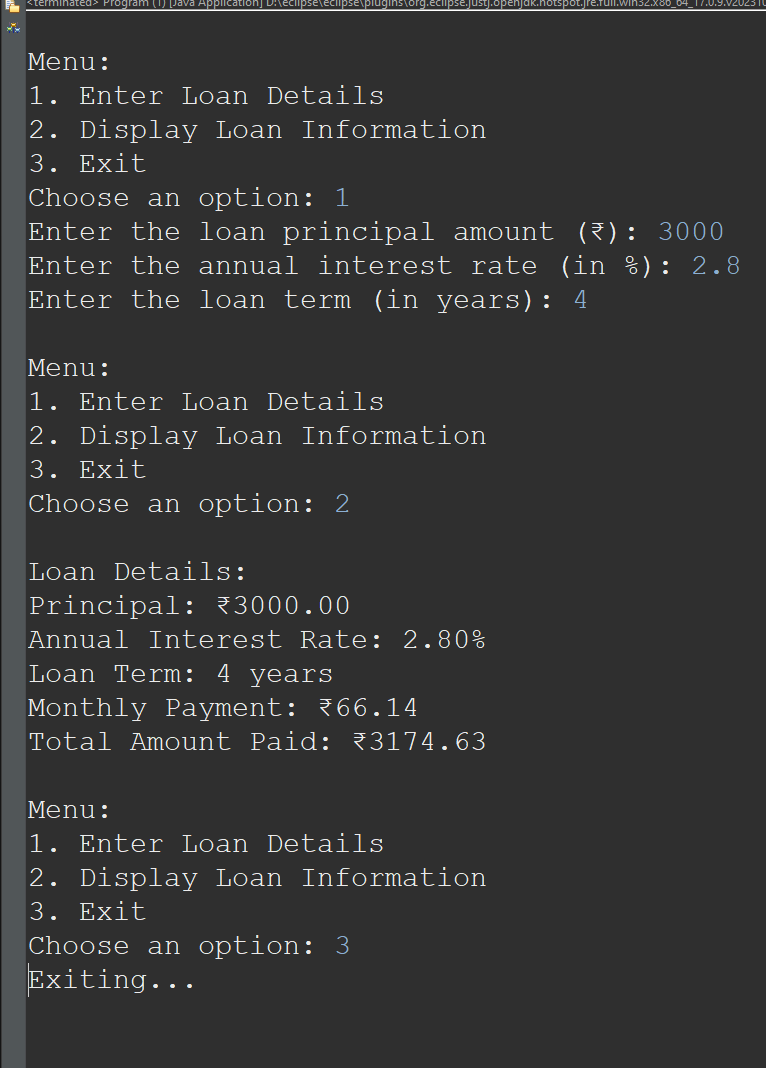 <terminated> Program (1) [Java Application] D:\eclipse\eclipse\plugins\org.eclipse.justj.openjdk.hotspot.jre.full.win32.x86_64_17.0.9.v20231
Menu:
1. Enter Loan Details
2. Display Loan Information
3. Exit
Choose an option: 1
Enter the loan principal amount (₹): 3000
Enter the annual interest rate (in %): 2.8
Enter the loan term (in years): 4
Menu:
1. Enter Loan Details
2. Display Loan Information
3. Exit
Choose an option: 2
Loan Details:
Principal: ₹3000.00
Annual Interest Rate: 2.80%
Loan Term: 4 years
Monthly Payment: ₹66.14
Total Amount Paid: ₹3174.63
Menu:
1. Enter Loan Details
2. Display Loan Information
3. Exit
Choose an option: 3
Exiting...